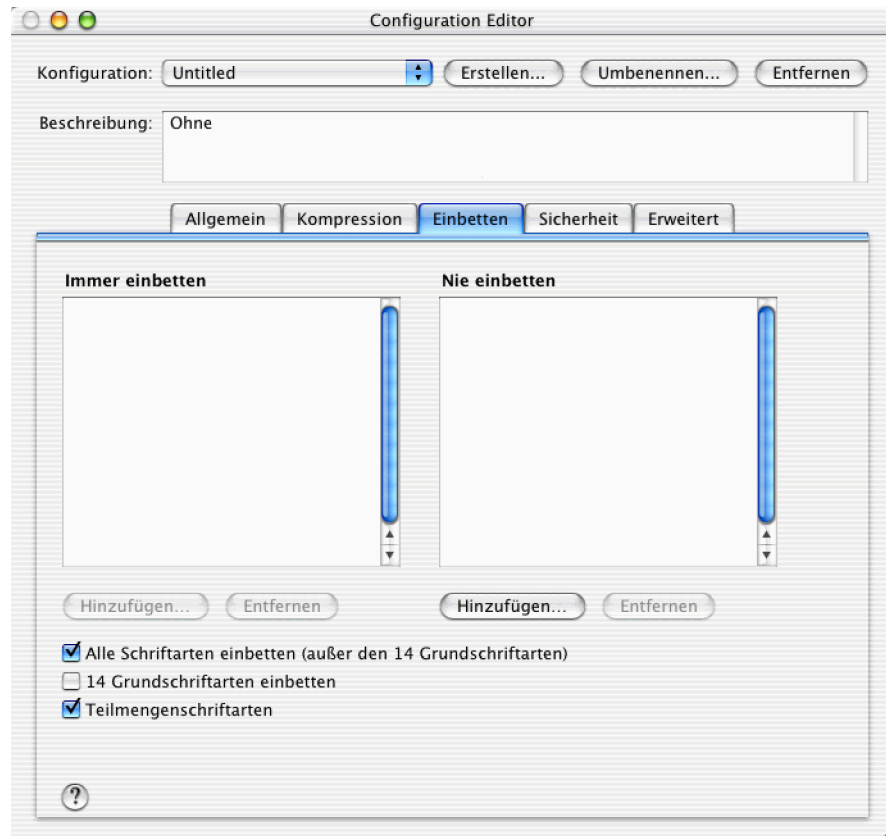 Configuration Editor
Konfiguration: Untitled Erstellen... Umbenennen... Entfernen
Beschreibung: Ohne
Allgemein Kompression Einbetten Sicherheit Erweitert
Immer einbetten Nie einbetten
Hinzufügen... Entfernen Hinzufügen... Entfernen
Alle Schriftarten einbetten (außer den 14 Grundschriftarten)
14 Grundschriftarten einbetten
Teilmengenschriftarten
?